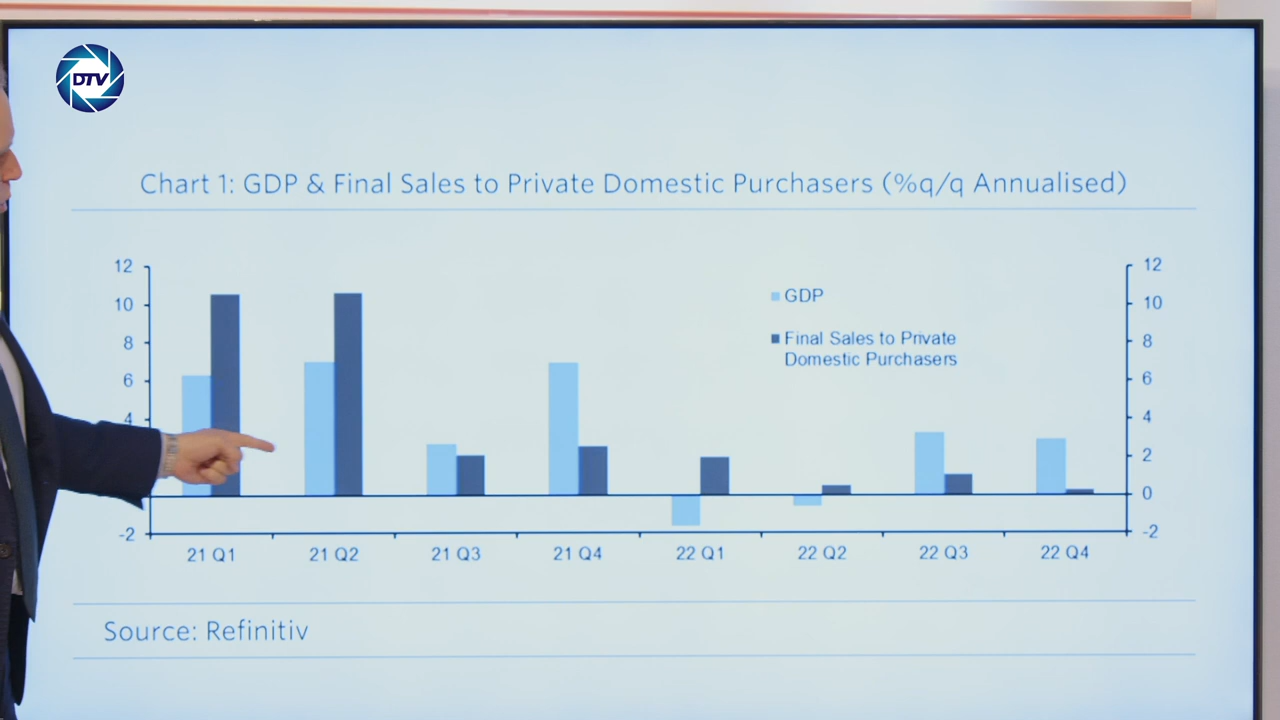 DTV
Chart 1: GDP & Final Sales to Private Domestic Purchasers (%q/q Annualised)
12 12
10 10
8 8
6 6
4 4
2
0
-2 -2
GDP
Final Sales to Private
Domestic Purchasers
21 Q1 21 Q2 21 Q3 21 Q4 22 Q1 22 Q2 22 Q3 22 Q4
Source: Refinitiv